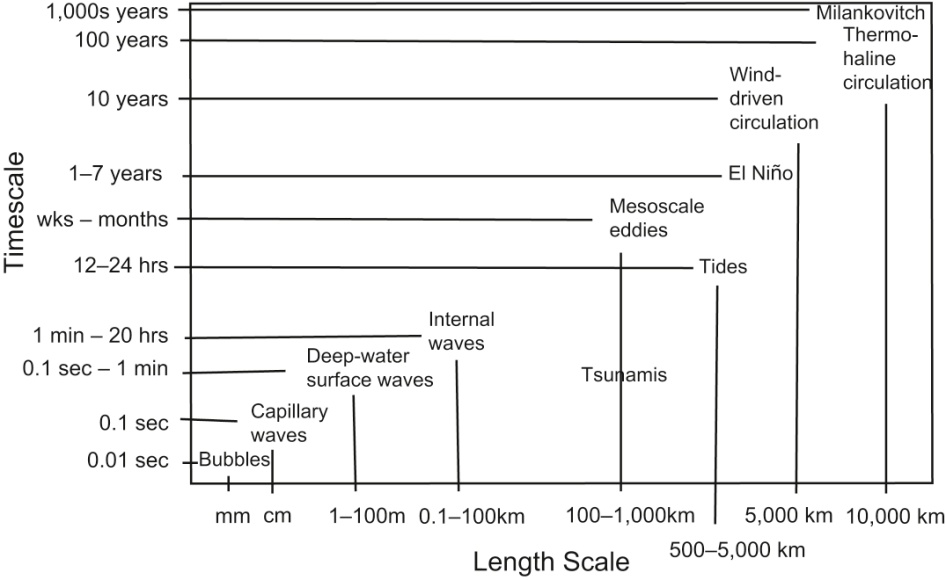 1,000s years
Milankovitch
100 years
Thermo-
haline
circulation
Wind-
driven
circulation
10 years
1–7 years
El Niño
wks – months
Mesoscale
eddies
12–24 hrs
Tides
1 min – 20 hrs
Internal
waves
0.1 sec – 1 min
Deep-water
surface waves
Tsunamis
0.1 sec
Capillary
waves
0.01 sec
Bubbles
Timescale
mm
cm
1–100m
0.1–100km
100–1,000km
5,000 km
10,000 km
500–5,000 km
Length Scale